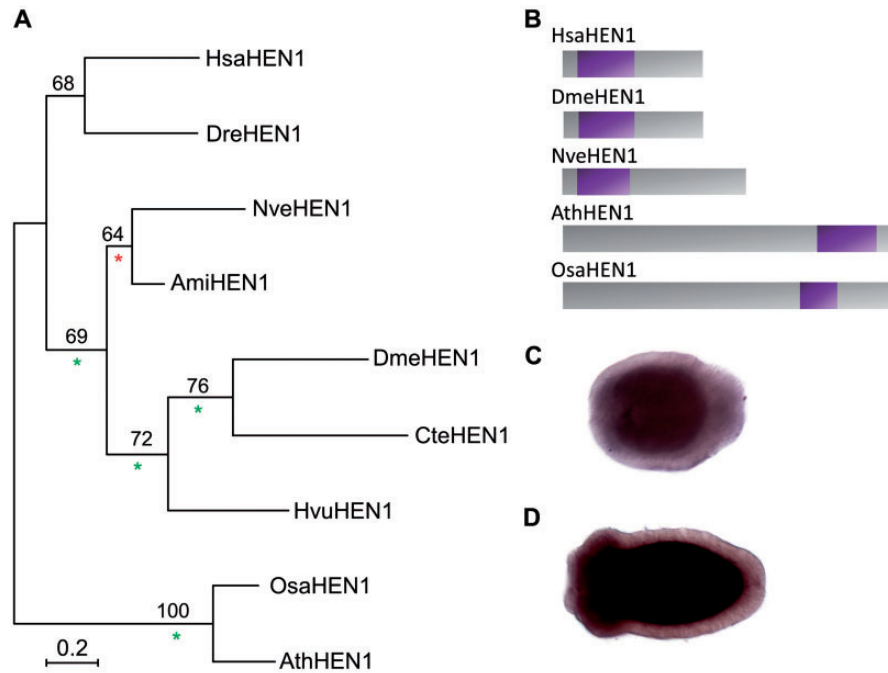 A
HsaHEN1
68
DreHEN1
NveHEN1
64
*
AmiHEN1
69
*
DmeHEN1
76
*
CteHEN1
72
*
HvuHEN1
OsaHEN1
100
*
AthHEN1
0.2
B
HsaHEN1
DmeHEN1
NveHEN1
AthHEN1
OsaHEN1
C
D